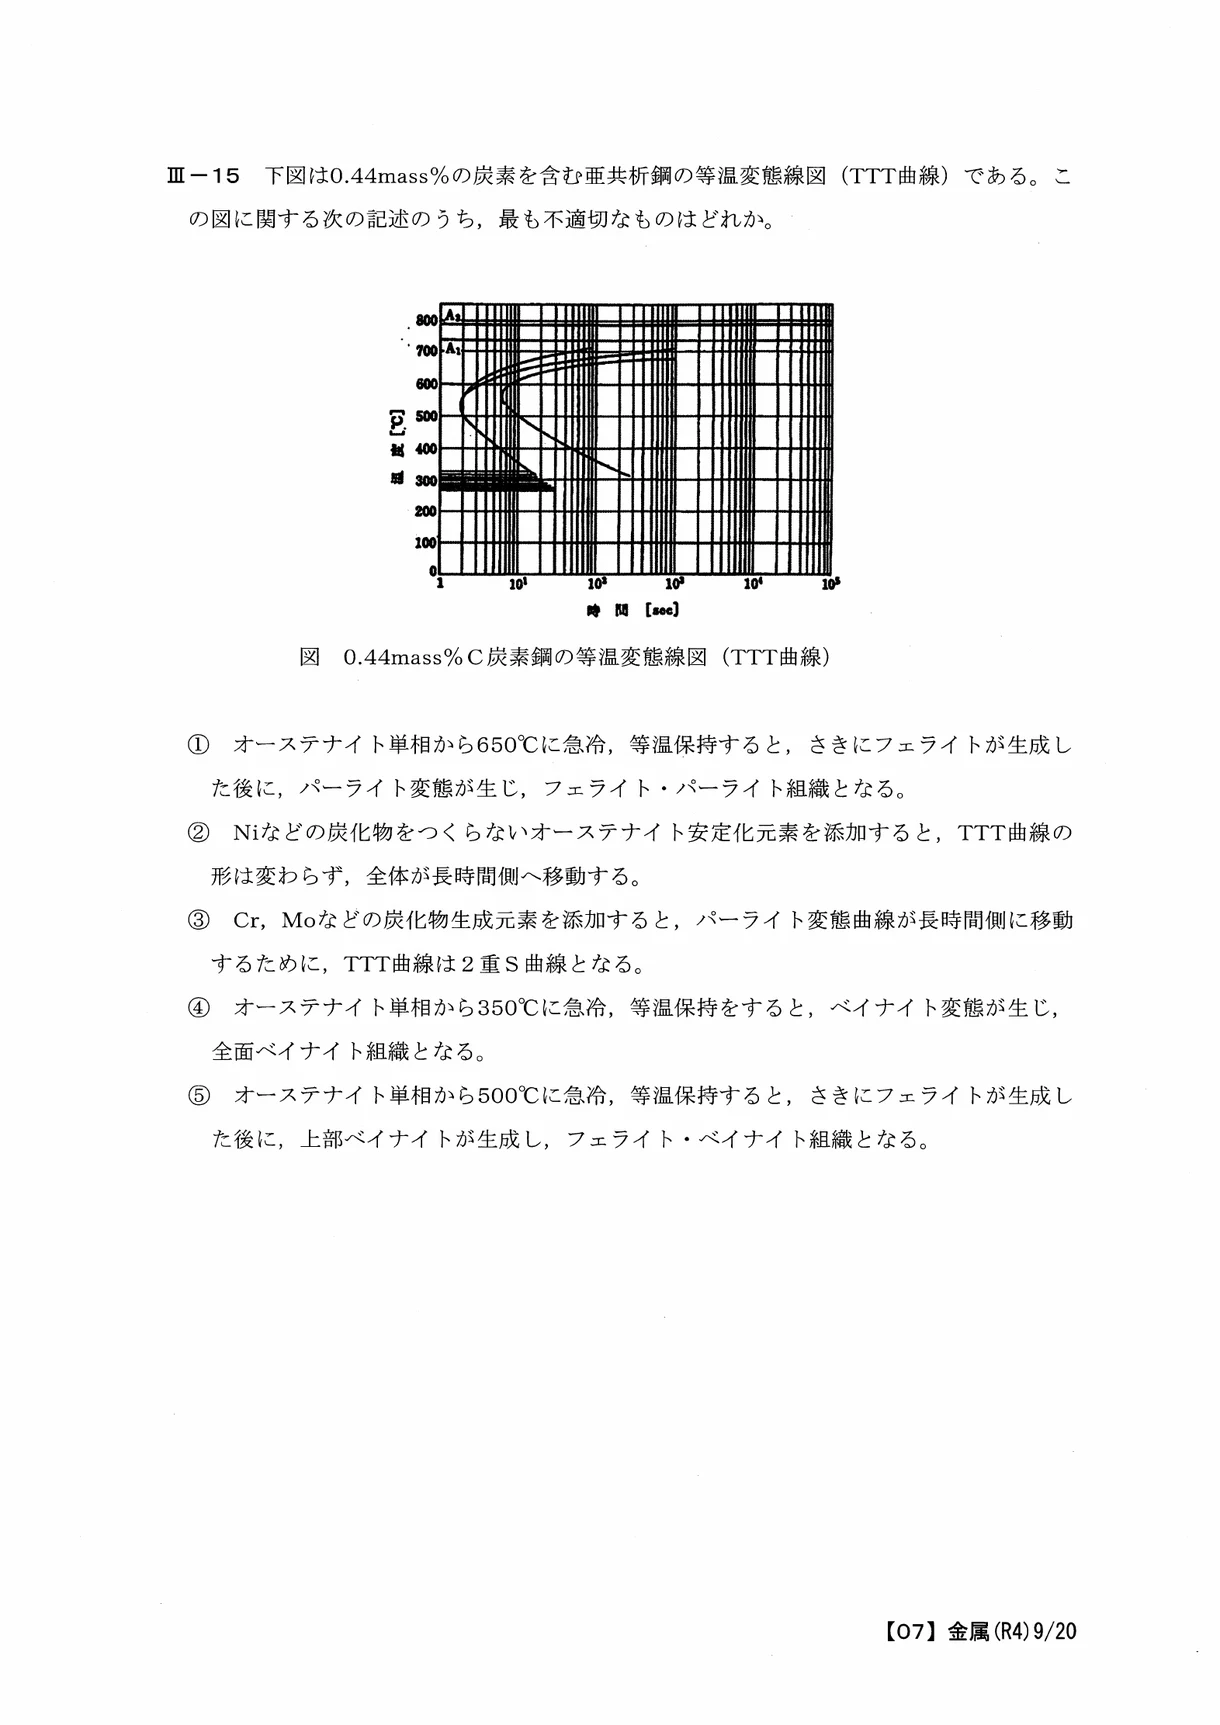 Ⅲ－15　下図は0.44mass％の炭素を含む亜共析鋼の等温変態線図（TTT曲線）である。こ
の図に関する次の記述のうち，最も不適切なものはどれか。
800 A₃
700 A₁
600
500
400
300
200
100
0
温度 [℃]
1 10¹ 10² 10³ 10⁴ 10⁵
時間 [sec]
図　0.44mass％C炭素鋼の等温変態線図（TTT曲線）
①　オーステナイト単相から650℃に急冷，等温保持すると，さきにフェライトが生成し
た後に，パーライト変態が生じ，フェライト・パーライト組織となる。
②　Niなどの炭化物をつくらないオーステナイト安定化元素を添加すると，TTT曲線の
形は変わらず，全体が長時間側へ移動する。
③　Cr，Moなどの炭化物生成元素を添加すると，パーライト変態曲線が長時間側に移動
するために，TTT曲線は２重Ｓ曲線となる。
④　オーステナイト単相から350℃に急冷，等温保持をすると，ベイナイト変態が生じ，
全面ベイナイト組織となる。
⑤　オーステナイト単相から500℃に急冷，等温保持すると，さきにフェライトが生成し
た後に，上部ベイナイトが生成し，フェライト・ベイナイト組織となる。
【07】金属(R4)9/20